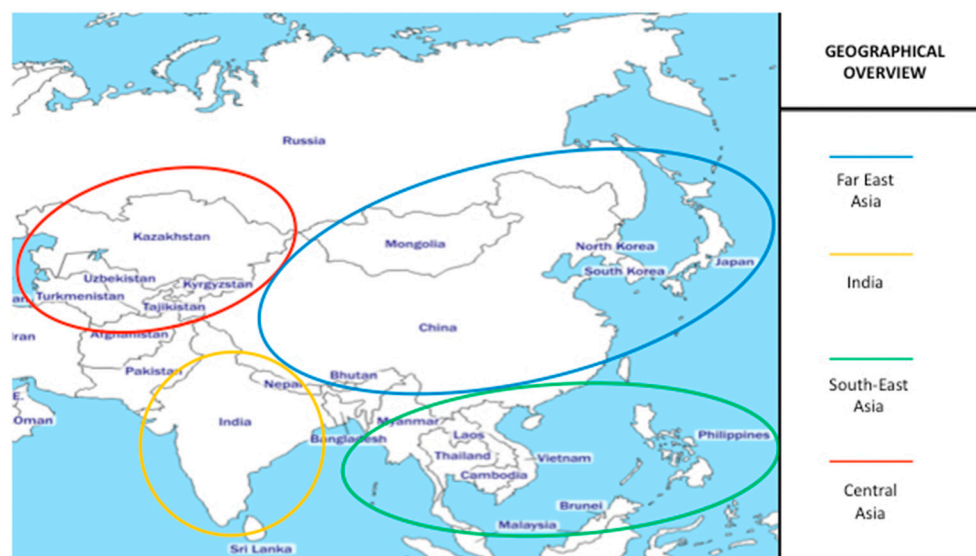 GEOGRAPHICAL
OVERVIEW
Russia
Kazakhstan
Mongolia
North Korea
Japan
South Korea
Uzbekistan
Kyrgyzstan
Turkmenistan
Tajikistan
China
Afghanistan
Pakistan
Bhutan
Nepal
India
Myanmar
Bangladesh
Laos
Thailand
Vietnam
Cambodia
Philippines
Oman
Brunei
Malaysia
Sri Lanka
Far East
Asia
India
South-East
Asia
Central
Asia